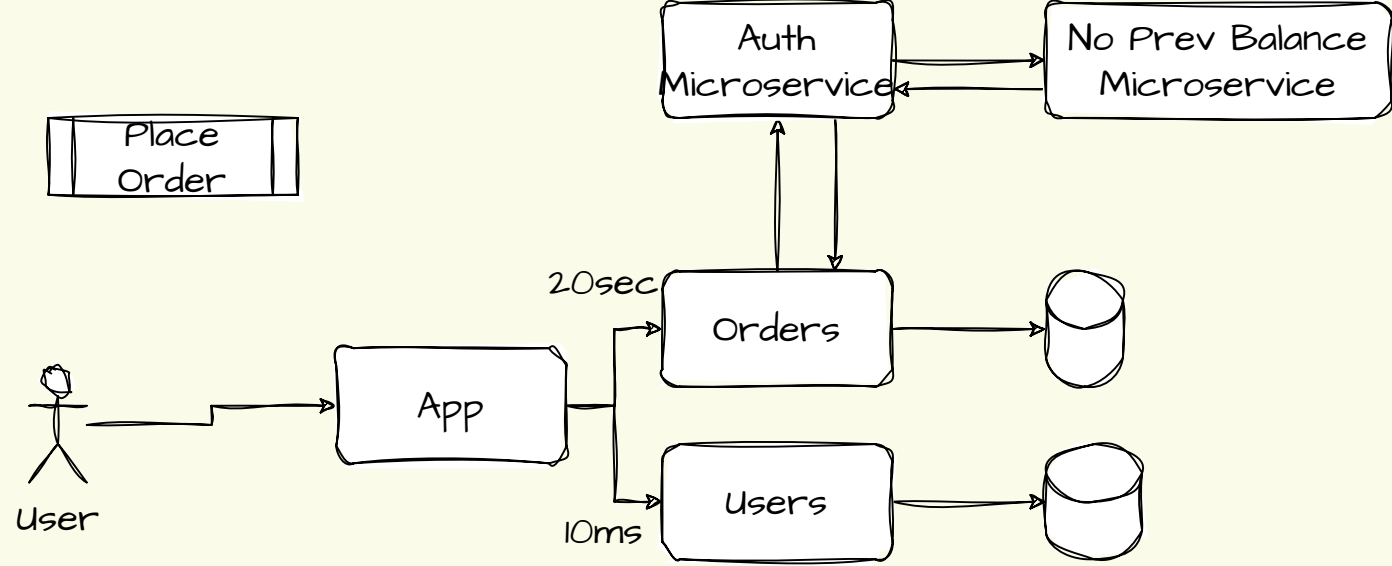 Auth
Microservice
No Prev Balance
Microservice
Place
Order
20sec
Orders
App
Users
10ms
User